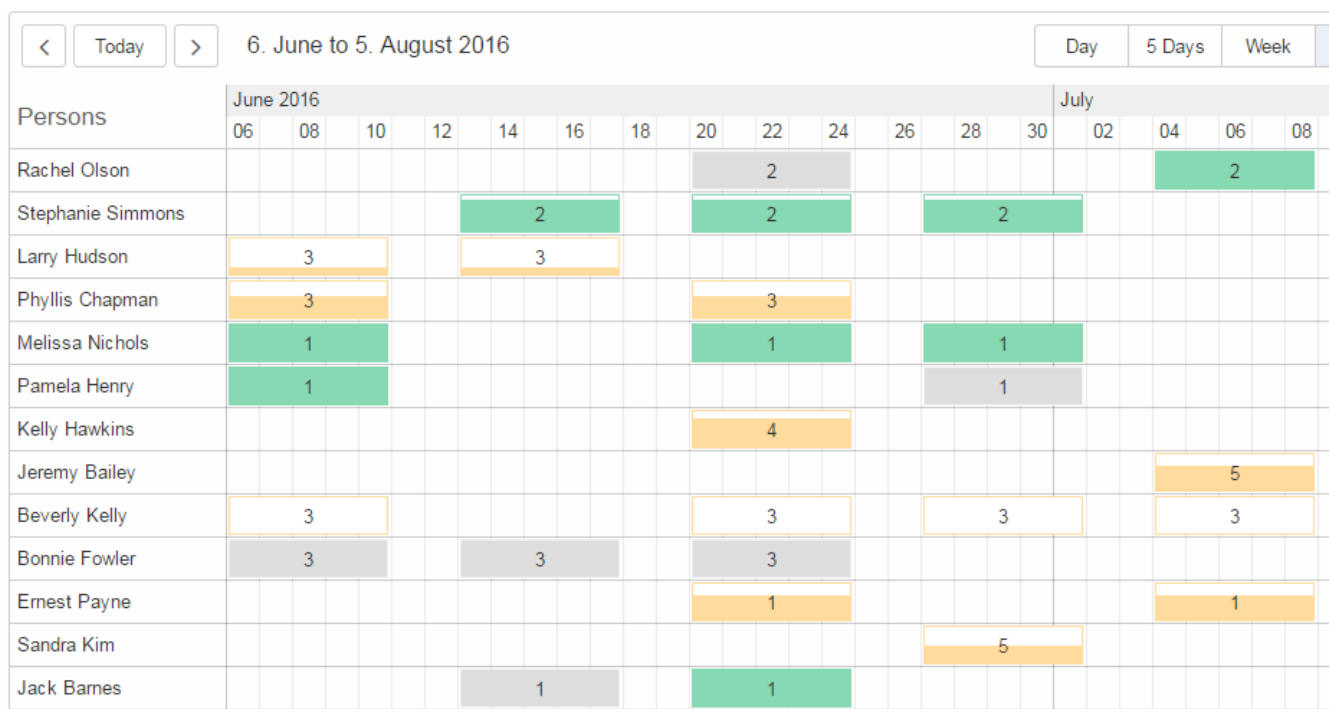 < Today > 6. June to 5. August 2016 Day 5 Days Week
Persons June 2016 July
06 08 10 12 14 16 18 20 22 24 26 28 30 02 04 06 08
Rachel Olson 2 2
Stephanie Simmons 2 2 2
Larry Hudson 3 3
Phyllis Chapman 3 3
Melissa Nichols 1 1 1
Pamela Henry 1 1
Kelly Hawkins 4
Jeremy Bailey 5
Beverly Kelly 3 3 3 3
Bonnie Fowler 3 3 3
Ernest Payne 1 1
Sandra Kim 5
Jack Barnes 1 1